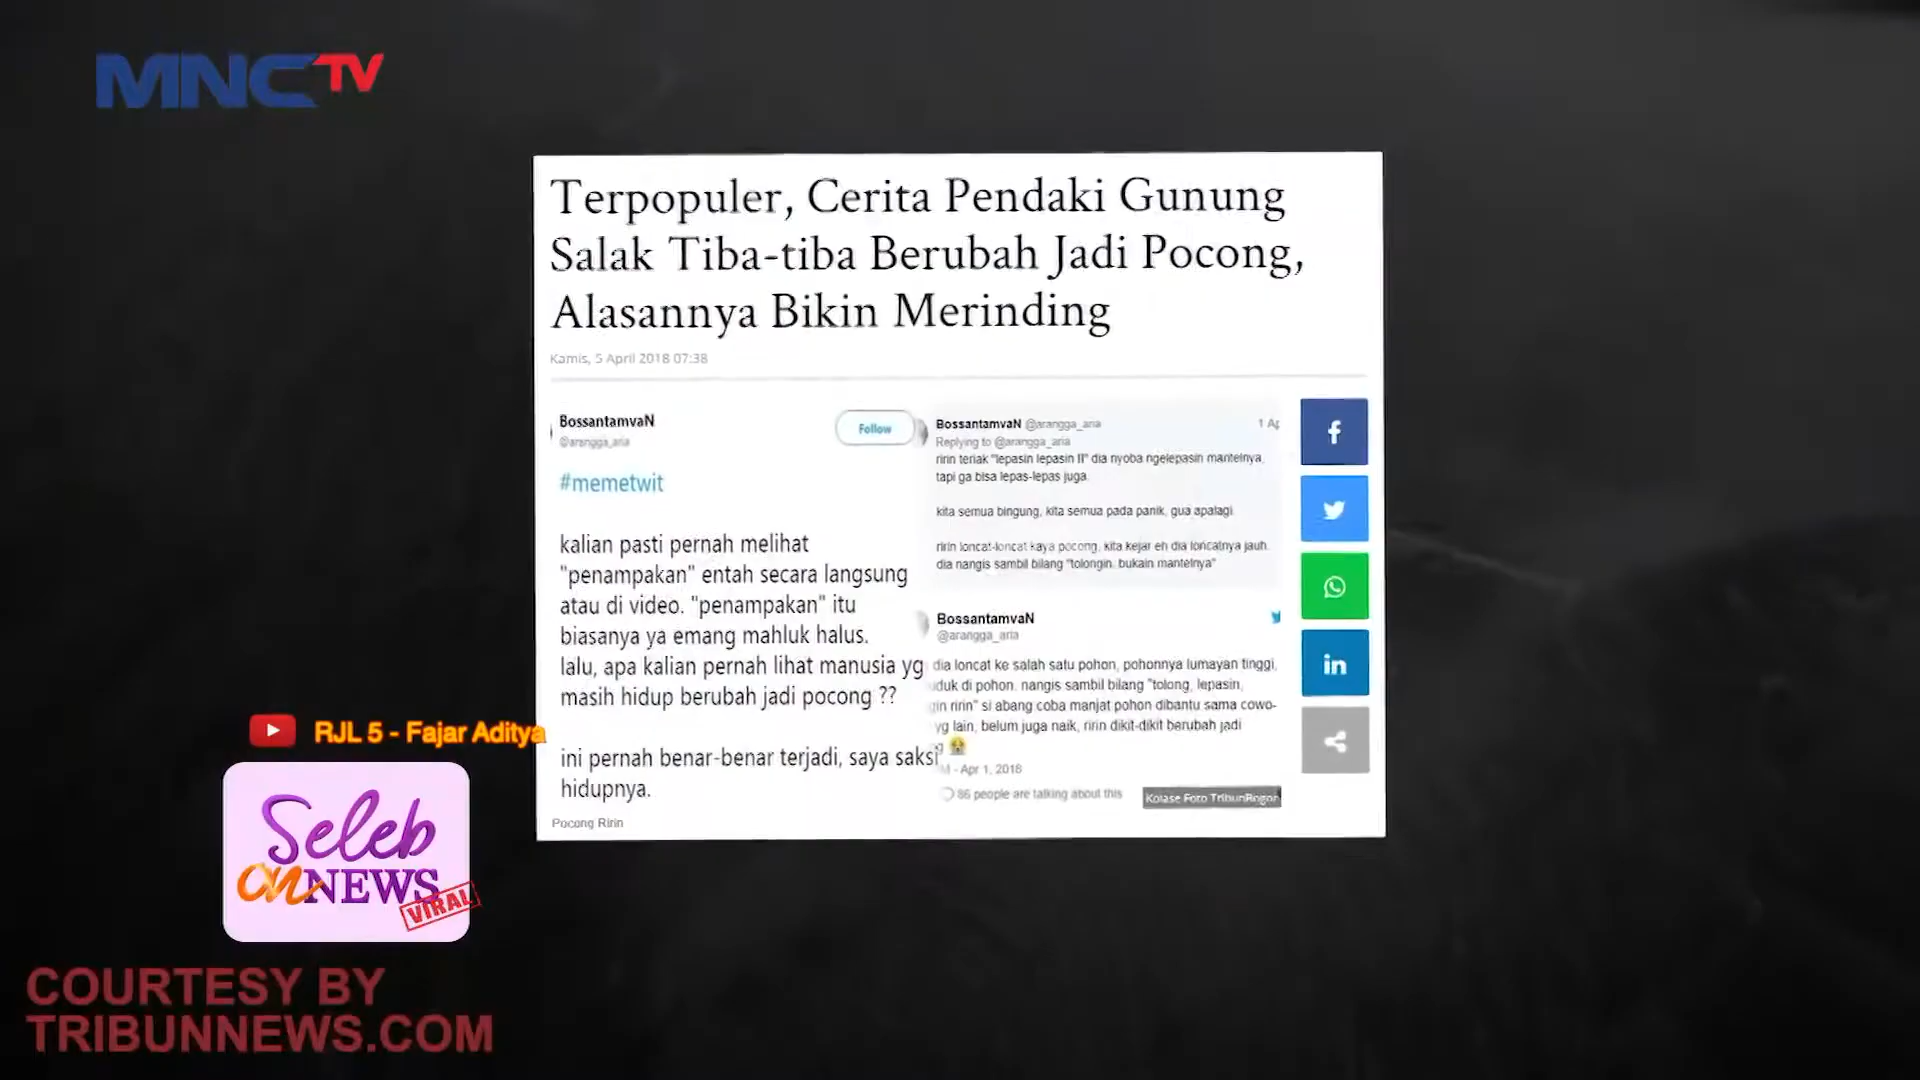 MNCTV
Terpopuler, Cerita Pendaki Gunung
Salak Tiba-tiba Berubah Jadi Pocong,
Alasannya Bikin Merinding
Kamis, 5 April 2018 07:38
BossantamvaN
@arangga_aria
Follow
#memetwit
kalian pasti pernah melihat
"penampakan" entah secara langsung
atau di video. "penampakan" itu
biasanya ya emang mahluk halus.
lalu, apa kalian pernah lihat manusia yg
masih hidup berubah jadi pocong ??
ini pernah benar-benar terjadi, saya saksi
hidupnya.
Pocong Ririn
BossantamvaN @arangga_aria
1 Ap
Replying to @arangga_aria
ririn teriak "lepasin lepasin !!" dia nyoba ngelepasin mantelnya,
tapi ga bisa lepas-lepas juga.
kita semua bingung, kita semua pada panik, gua apalagi.
ririn loncat-loncat kaya pocong, kita kejar eh dia loncatnya jauh.
dia nangis sambil bilang "tolongin, bukain mantelnya"
BossantamvaN
@arangga_aria
dia loncat ke salah satu pohon, pohonnya lumayan tinggi,
duk di pohon. nangis sambil bilang "tolong, lepasin,
gin ririn" si abang coba manjat pohon dibantu sama cowo-
yg lain, belum juga naik, ririn dikit-dikit berubah jadi
g
M - Apr 1, 2018
86 people are talking about this
Kolase Foto TribunBogor
f
in
RJL 5 - Fajar Aditya
Seleb
on NEWS
VIRAL
COURTESY BY
TRIBUNNEWS.COM